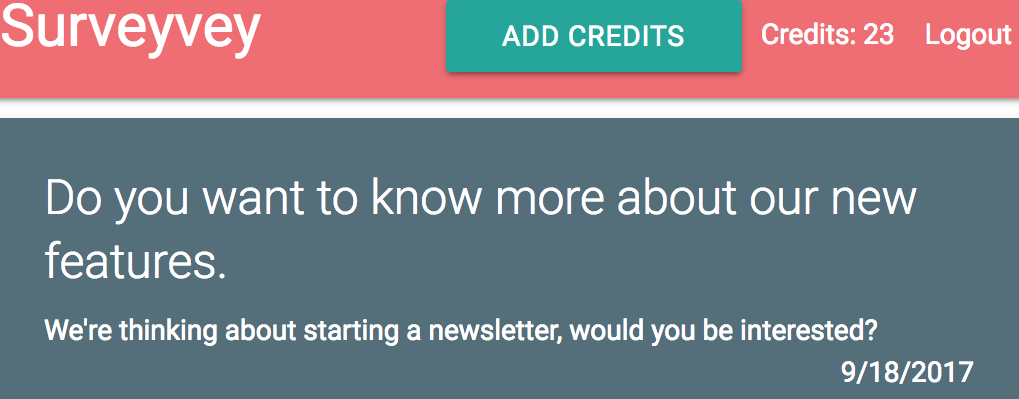 Surveyvey
ADD CREDITS
Credits: 23
Logout
Do you want to know more about our new
features.
We're thinking about starting a newsletter, would you be interested?
9/18/2017